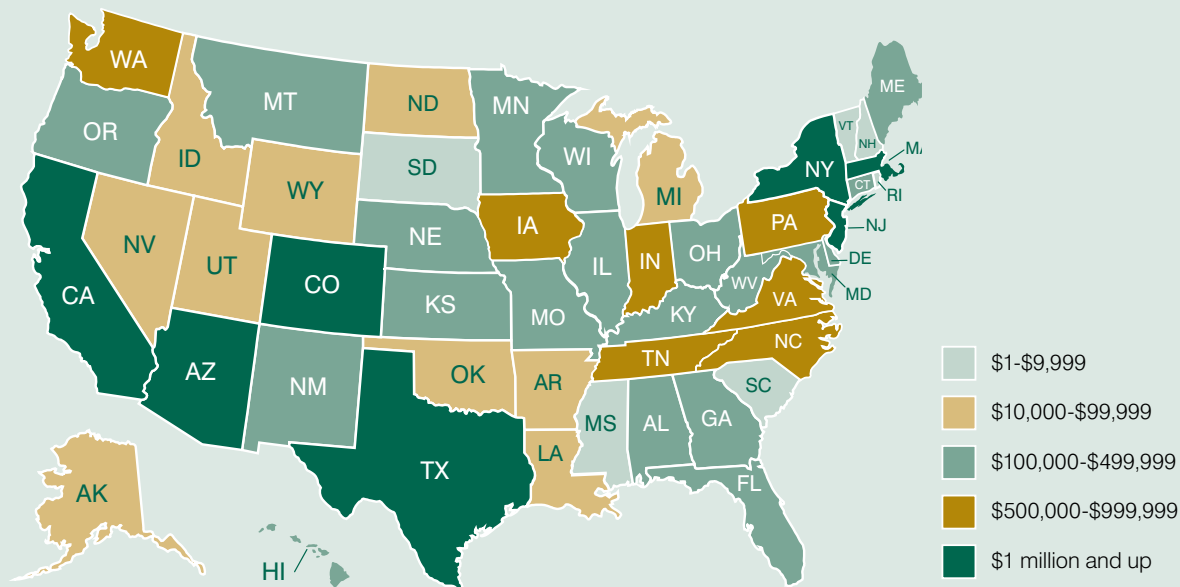 WA
MT
ND
MN
ME
OR
ID
SD
WI
VT
NH
MA
WY
MI
NY
CT
RI
NV
UT
NE
IA
PA
NJ
CA
CO
IL
IN
OH
DE
KS
MO
WV
MD
KY
VA
AZ
NM
OK
AR
TN
NC
SC
MS
AL
GA
TX
LA
FL
AK
HI
$1-$9,999
$10,000-$99,999
$100,000-$499,999
$500,000-$999,999
$1 million and up